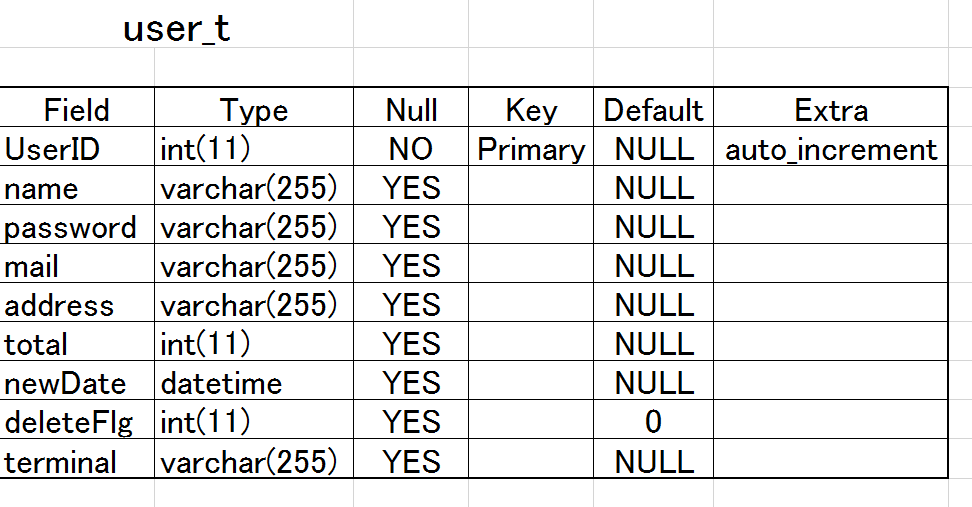 user_t
Field Type Null Key Default Extra
UserID int(11) NO Primary NULL auto_increment
name varchar(255) YES NULL
password varchar(255) YES NULL
mail varchar(255) YES NULL
address varchar(255) YES NULL
total int(11) YES NULL
newDate datetime YES NULL
deleteFlg int(11) YES 0
terminal varchar(255) YES NULL